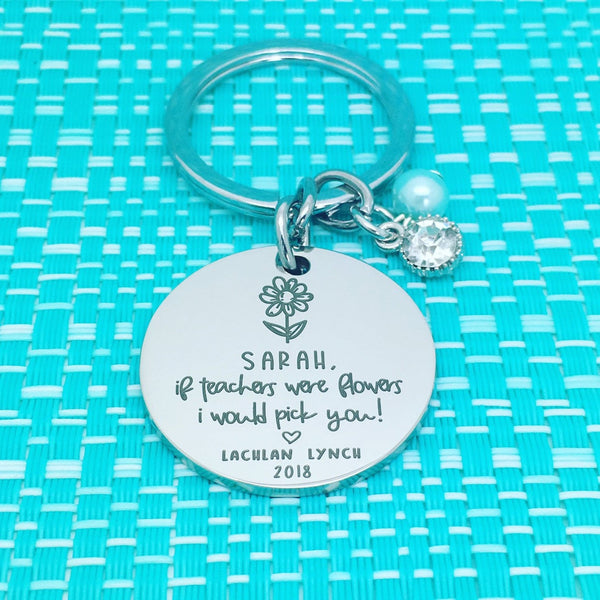 SARAH,
if teachers were flowers
i would pick you!
LACHLAN LYNCH
2018